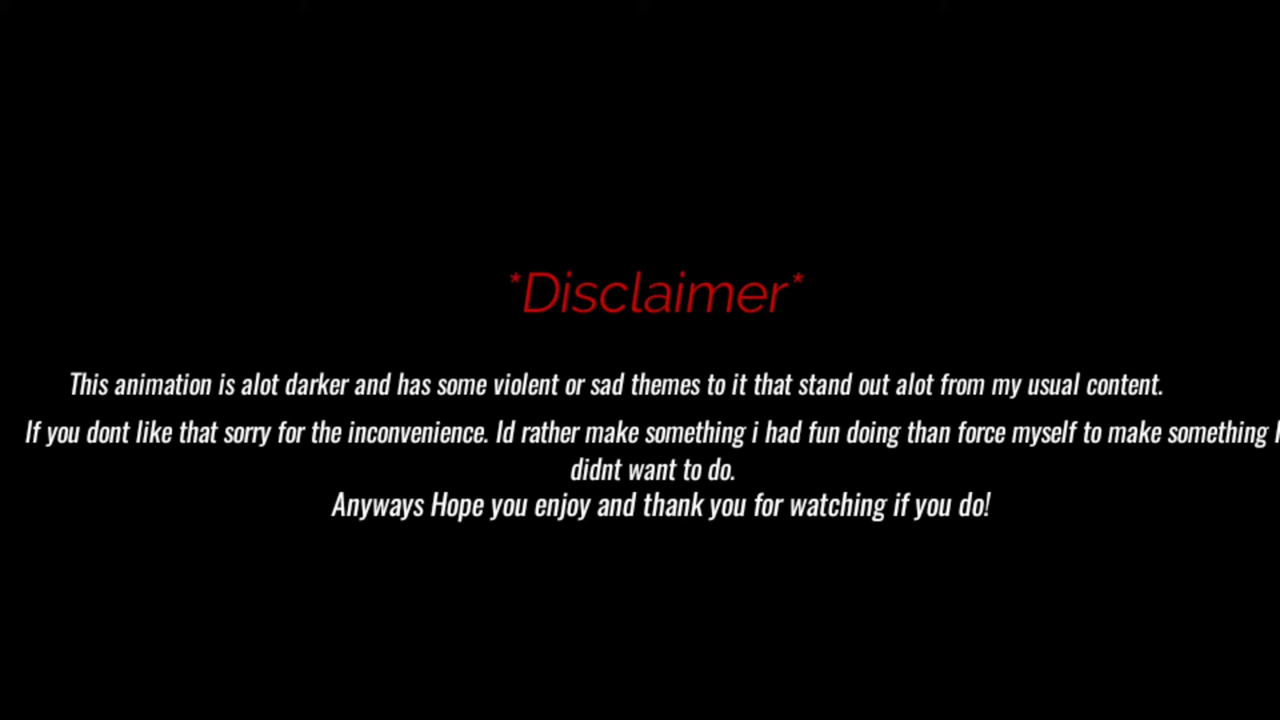 *Disclaimer*
This animation is alot darker and has some violent or sad themes to it that stand out alot from my usual content.
If you dont like that sorry for the inconvenience. Id rather make something i had fun doing than force myself to make something I
didnt want to do.
Anyways Hope you enjoy and thank you for watching if you do!